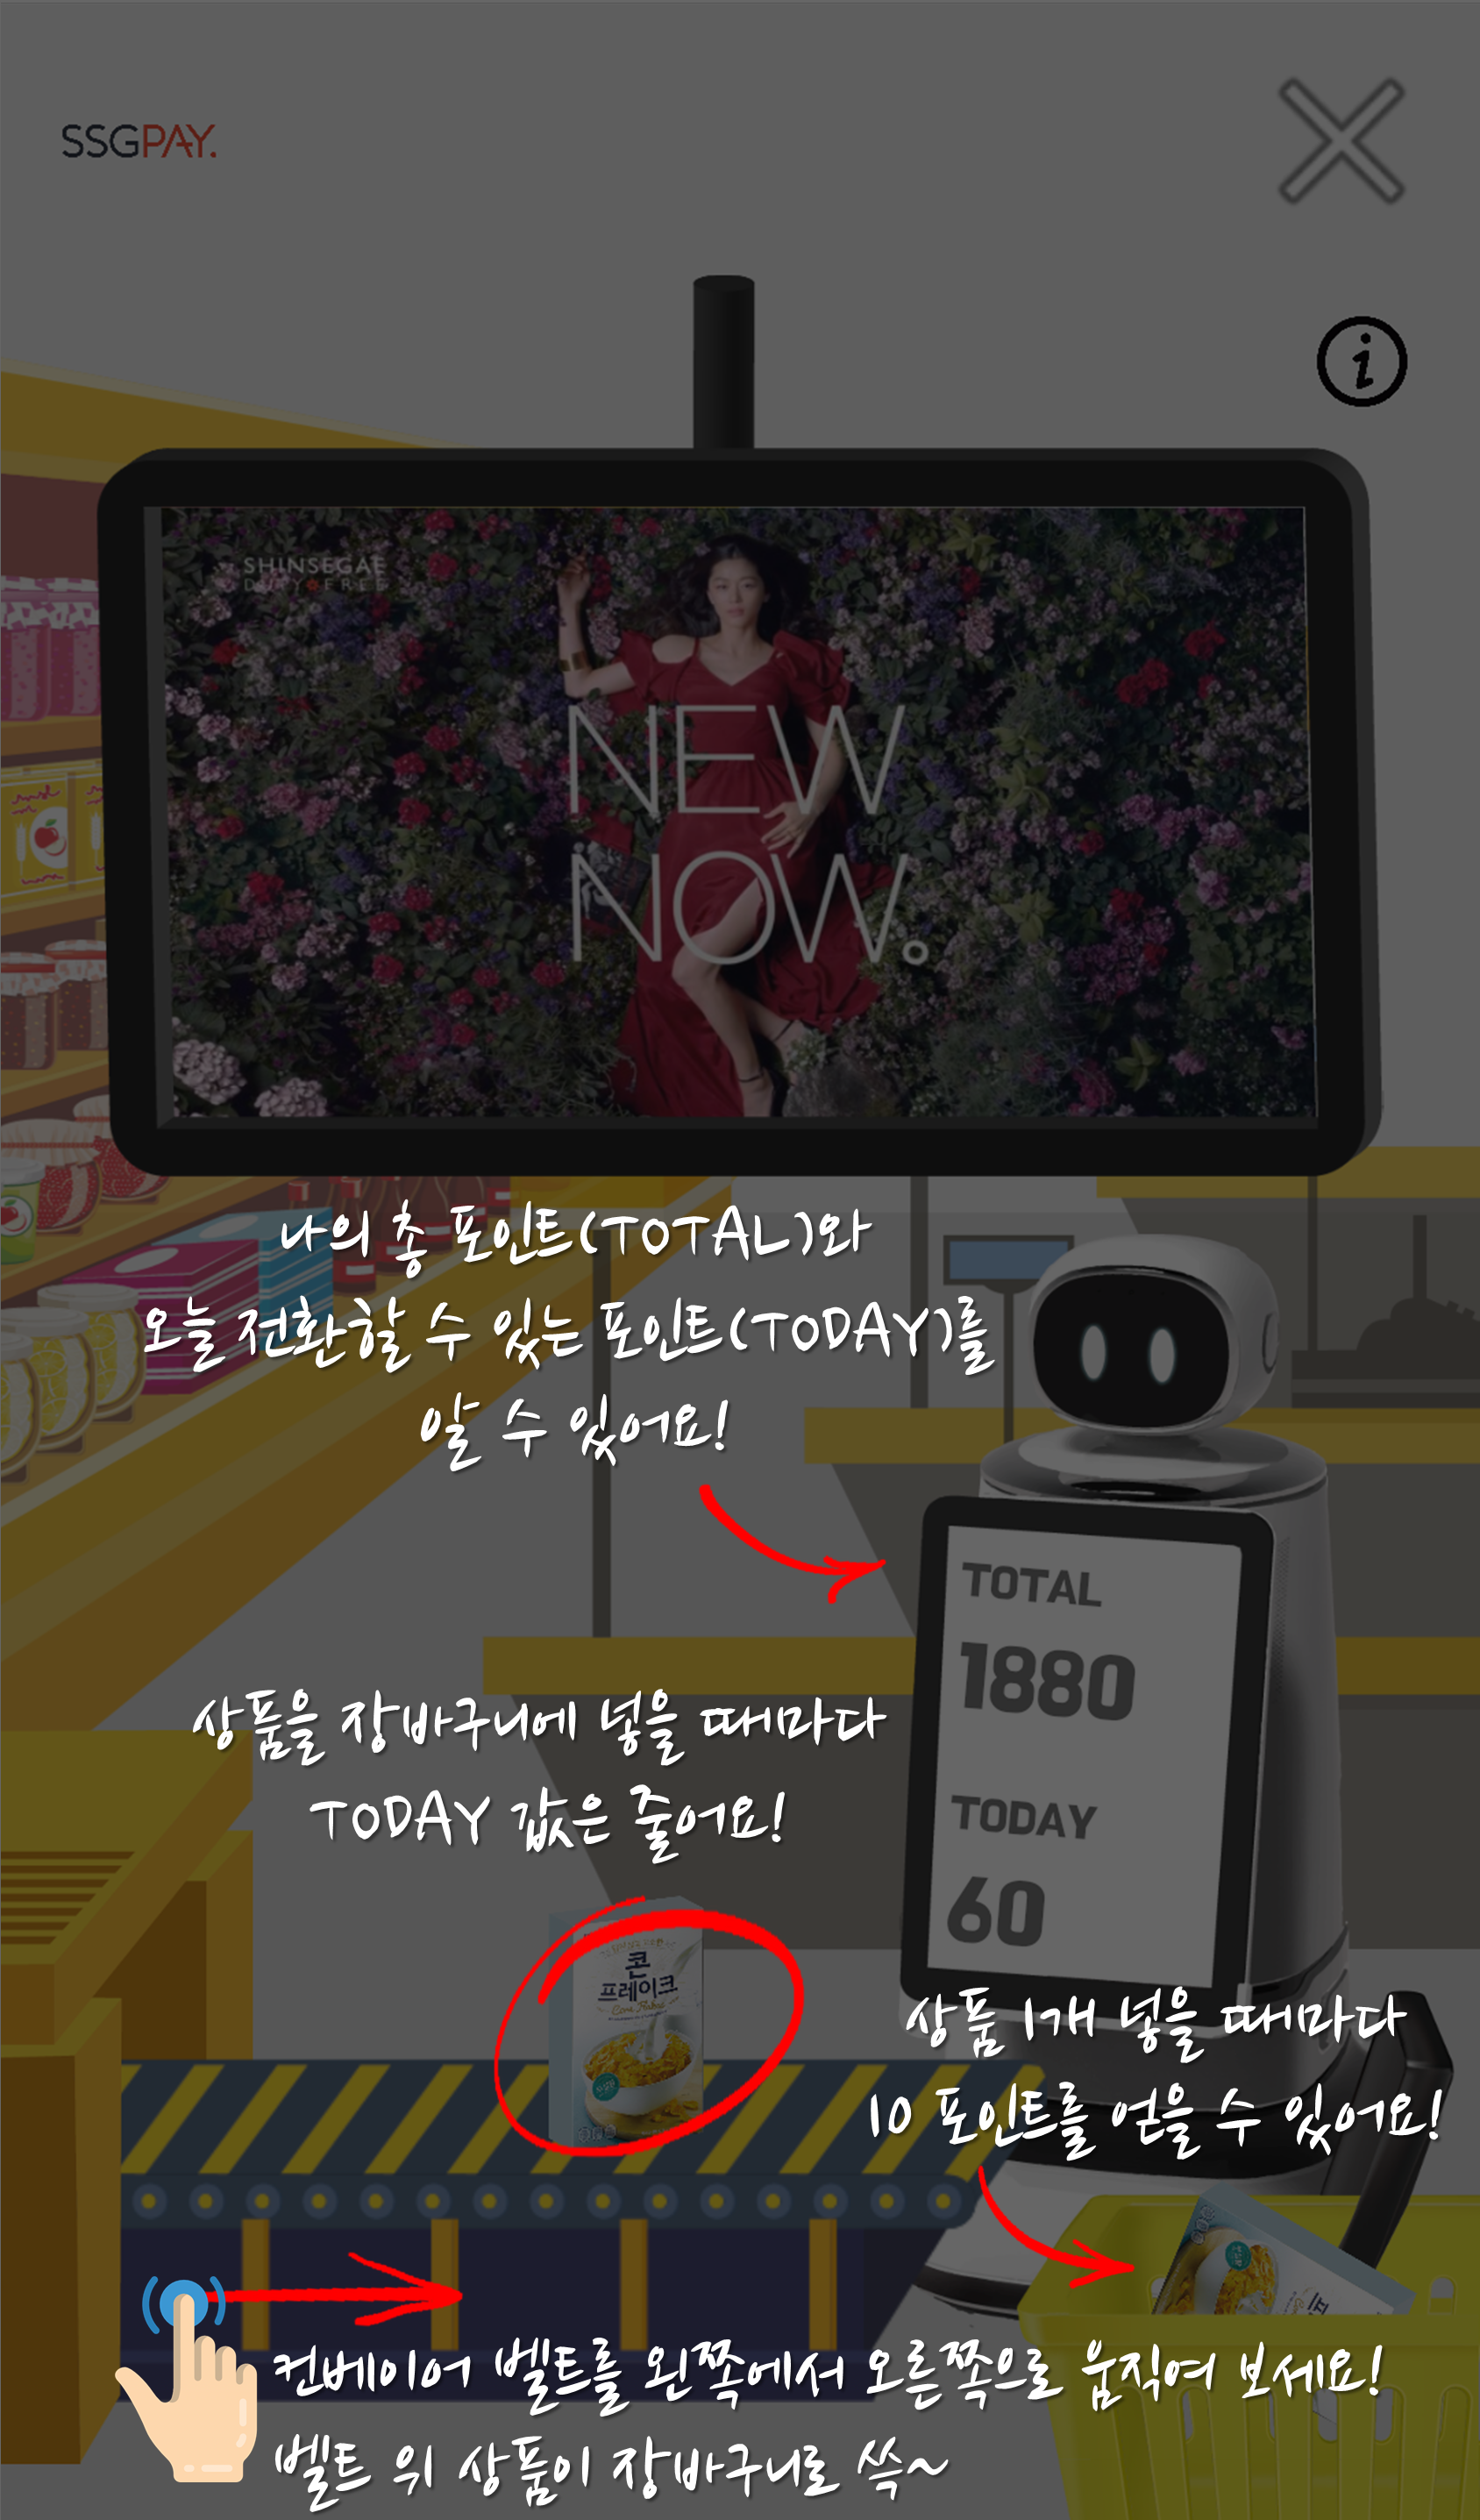 SSGPAY.
i
SHINSEGAE
DUTY FREE
NEW
NOW.
나의 총 포인트(TOTAL)와
오늘 전환할 수 있는 포인트(TODAY)를
알 수 있어요!
TOTAL
1880
상품을 장바구니에 넣을 때마다
TODAY 값은 줄어요!
TODAY
60
콘
프레이크
Corn Flakes
상품 1개 넣을 때마다
10 포인트를 얻을 수 있어요!
컨베이어 벨트를 왼쪽에서 오른쪽으로 움직여 보세요!
벨트 위 상품이 장바구니로 쏙~